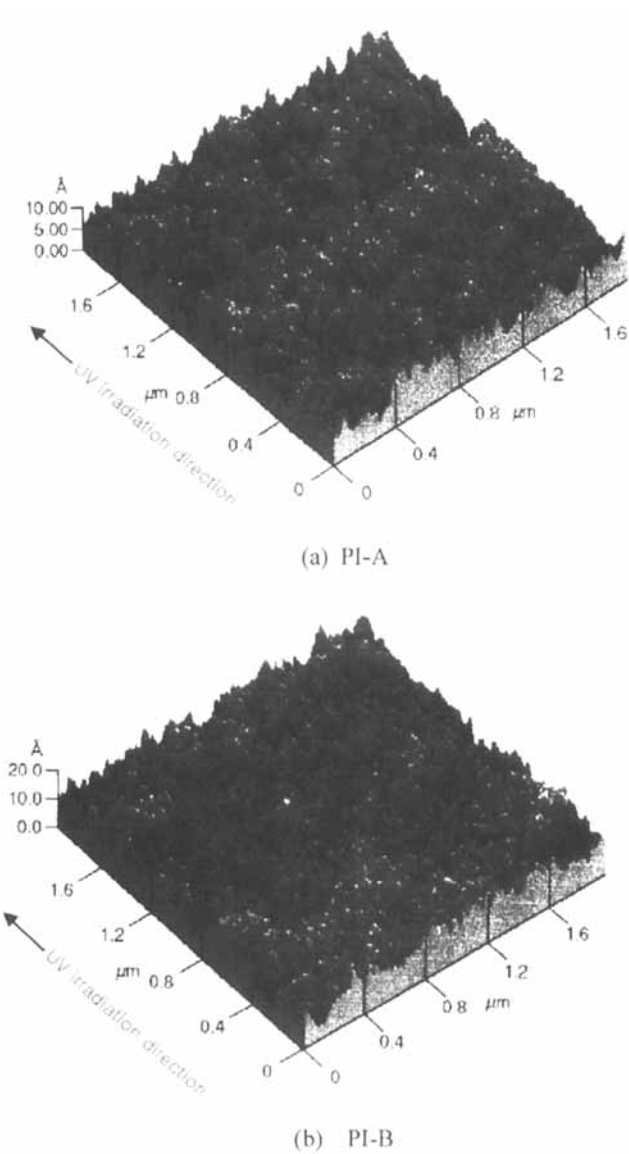 Å
10.00
5.00
0.00
1.6
1.2
μm 0.8
0.4
0
0
0.4
0.8 μm
1.2
1.6
UV Irradiation direction
(a) PI-A
Å
20.0
10.0
0.0
1.6
1.2
μm 0.8
0.4
0
0
0.4
0.8 μm
1.2
1.6
UV Irradiation direction
(b) PI-B